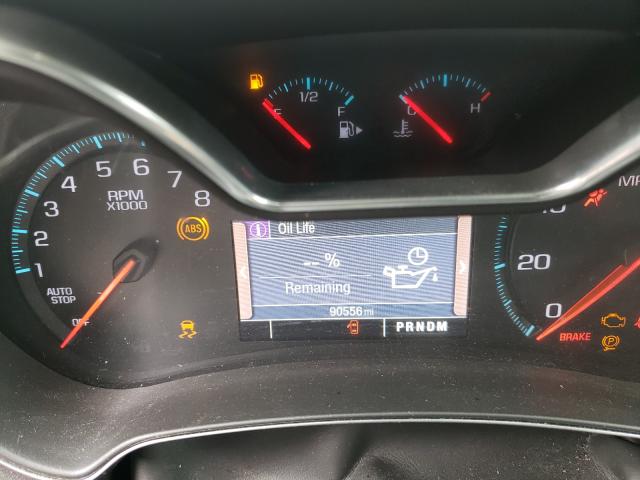 1/2
E
F
C
H
1
2
3
4
5
6
7
8
RPM
X1000
AUTO
STOP
OFF
ABS
Oil Life
-- %
Remaining
90556 mi
PRNDM
20
0
BRAKE
P